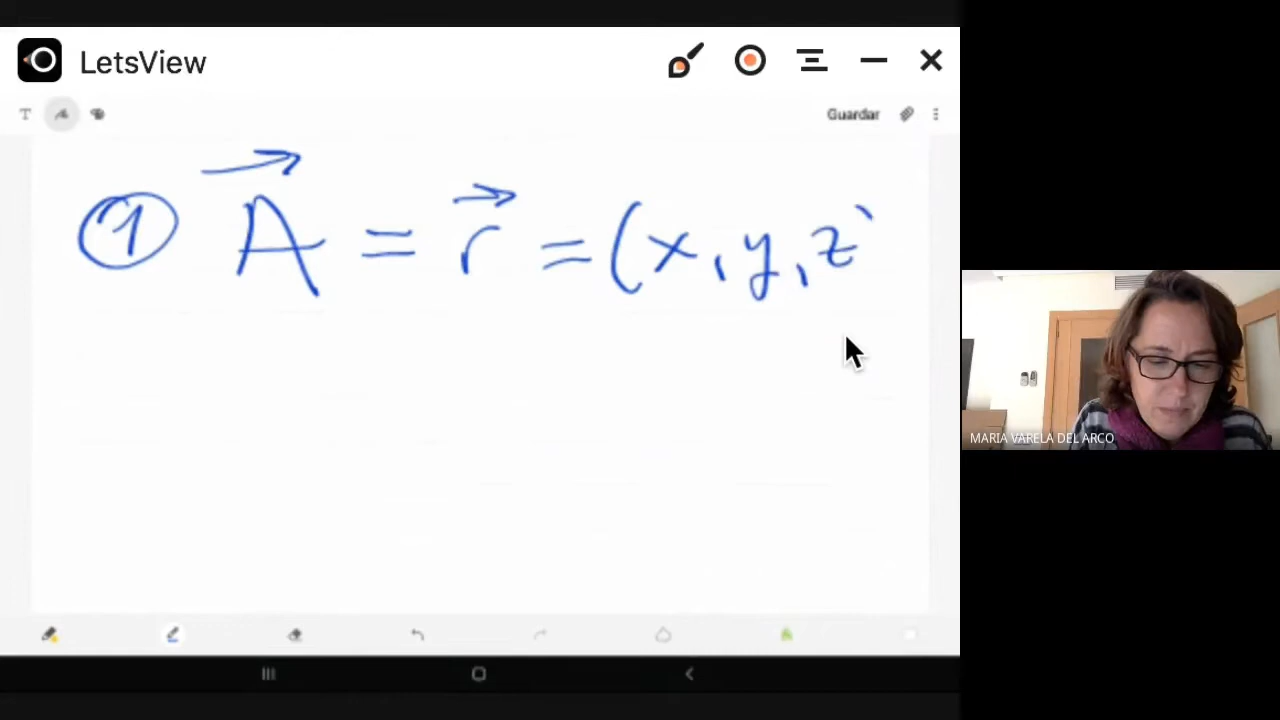 LetsView
T Guardar
① A⃗ = r⃗ = (x, y, z)
MARIA VARELA DEL ARCO